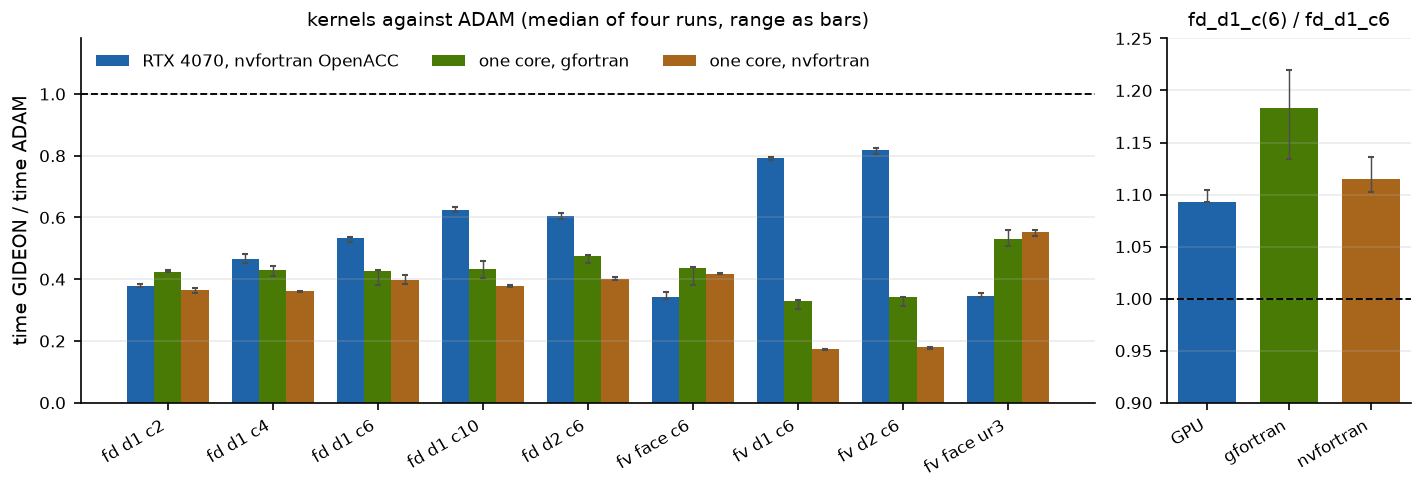 kernels against ADAM (median of four runs, range as bars)
RTX 4070, nvfortran OpenACC
one core, gfortran
one core, nvfortran
time GIDEON / time ADAM
1.0
0.8
0.6
0.4
0.2
0.0
fd d1 c2
fd d1 c4
fd d1 c6
fd d1 c10
fd d2 c6
fv face c6
fv d1 c6
fv d2 c6
fv face ur3
fd_d1_c(6) / fd_d1_c6
1.25
1.20
1.15
1.10
1.05
1.00
0.95
0.90
GPU
gfortran
nvfortran